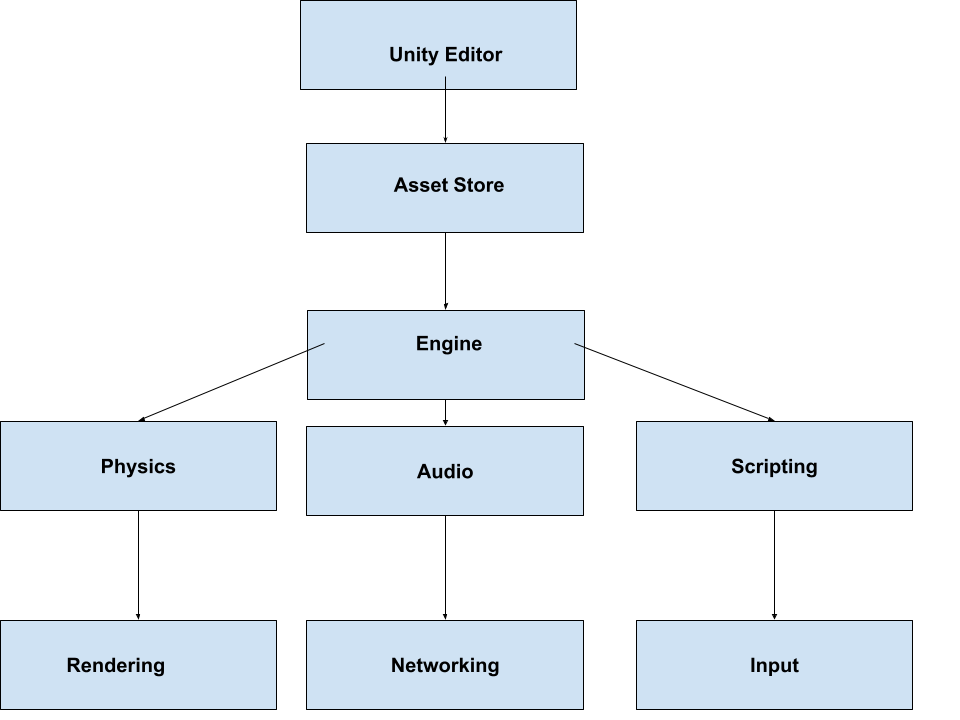 Unity Editor
Asset Store
Engine
Physics
Audio
Scripting
Rendering
Networking
Input